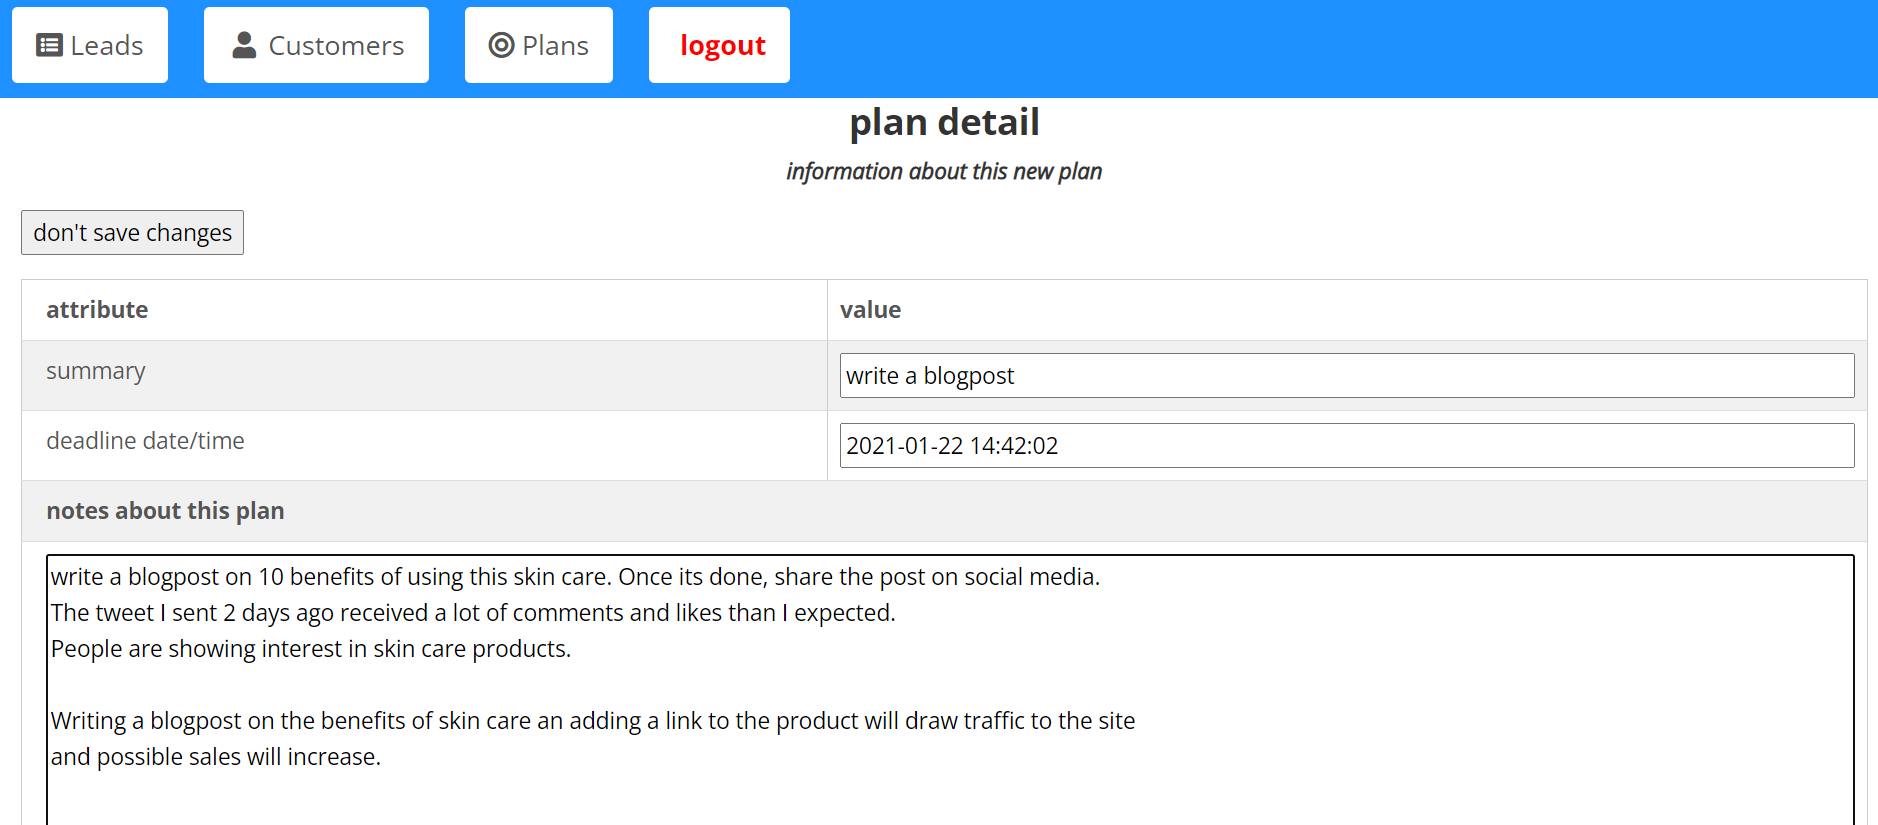 Leads Customers Plans logout
plan detail
information about this new plan
don't save changes
attribute value
summary write a blogpost
deadline date/time 2021-01-22 14:42:02
notes about this plan
write a blogpost on 10 benefits of using this skin care. Once its done, share the post on social media.
The tweet I sent 2 days ago received a lot of comments and likes than I expected.
People are showing interest in skin care products.
Writing a blogpost on the benefits of skin care an adding a link to the product will draw traffic to the site
and possible sales will increase.